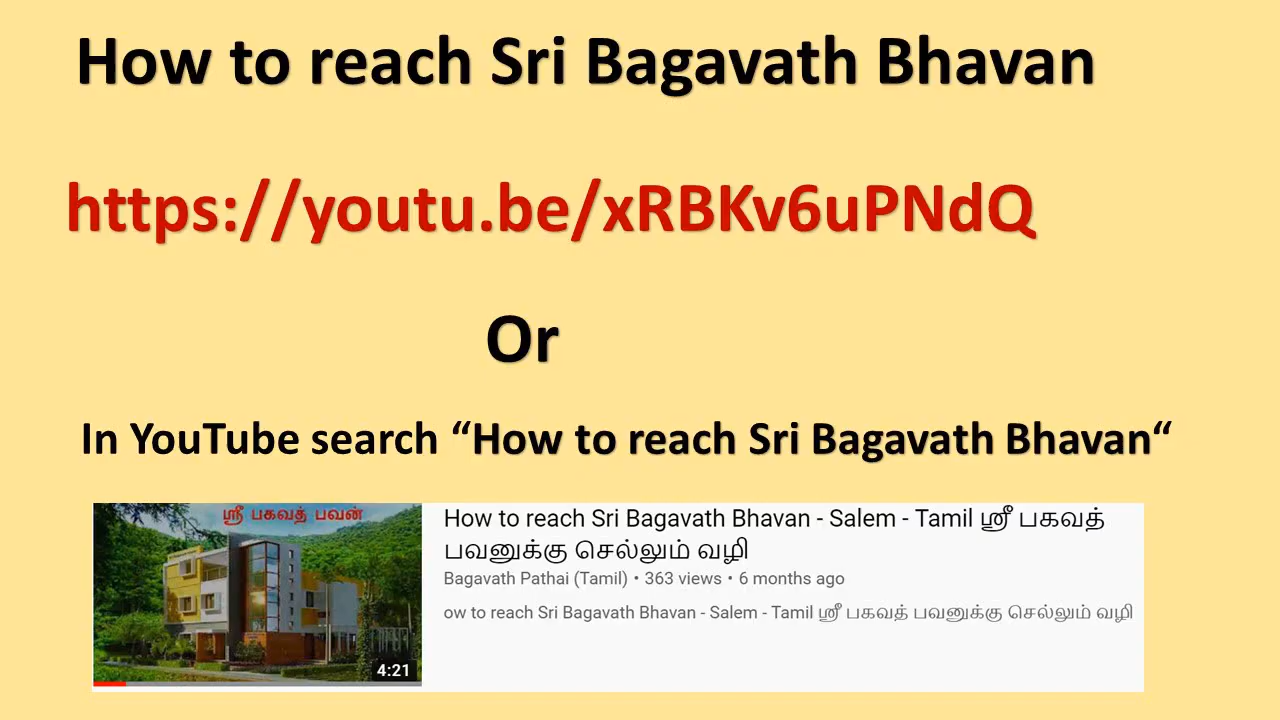 How to reach Sri Bagavath Bhavan
https://youtu.be/xRBKv6uPNdQ
Or
In YouTube search “How to reach Sri Bagavath Bhavan“
ஸ்ரீ பகவத் பவன்
4:21
How to reach Sri Bagavath Bhavan - Salem - Tamil ஸ்ரீ பகவத்
பவனுக்கு செல்லும் வழி
Bagavath Pathai (Tamil) • 363 views • 6 months ago
ow to reach Sri Bagavath Bhavan - Salem - Tamil ஸ்ரீ பகவத் பவனுக்கு செல்லும் வழி